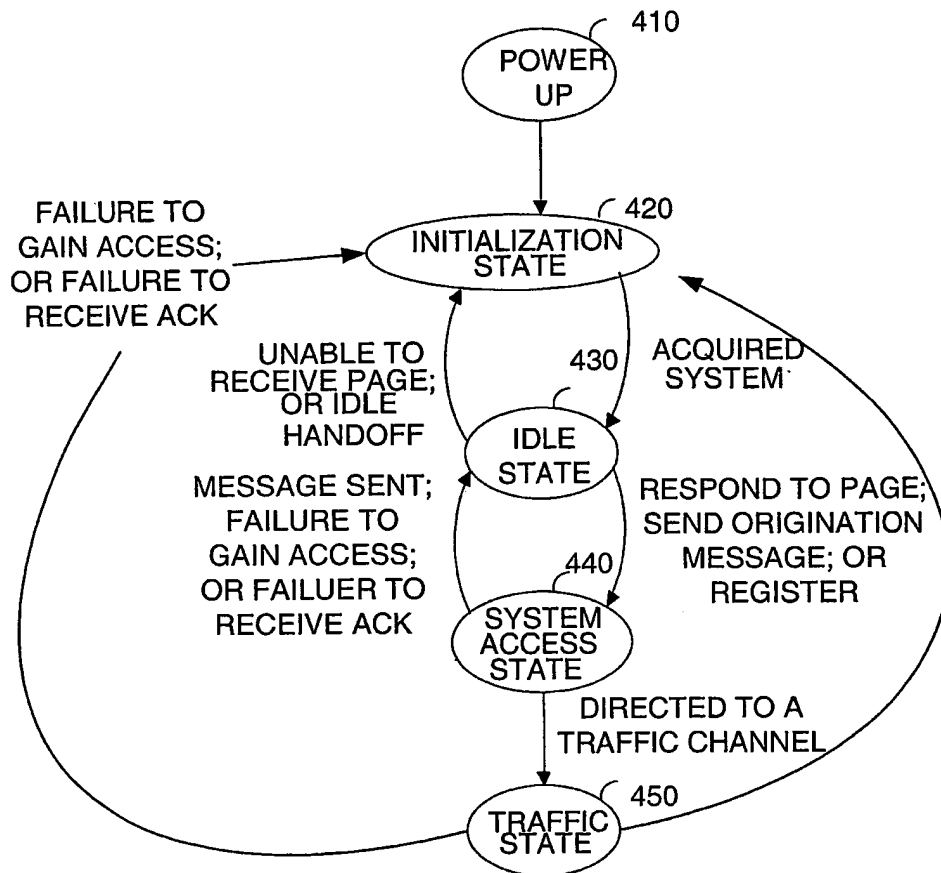 410
POWER
UP
420
INITIALIZATION
STATE
FAILURE TO
GAIN ACCESS;
OR FAILURE TO
RECEIVE ACK
UNABLE TO
RECEIVE PAGE;
OR IDLE
HANDOFF
430
ACQUIRED
SYSTEM
IDLE
STATE
MESSAGE SENT;
FAILURE TO
GAIN ACCESS;
OR FAILUER TO
RECEIVE ACK
RESPOND TO PAGE;
SEND ORIGINATION
MESSAGE; OR
REGISTER
440
SYSTEM
ACCESS
STATE
DIRECTED TO A
TRAFFIC CHANNEL
450
TRAFFIC
STATE